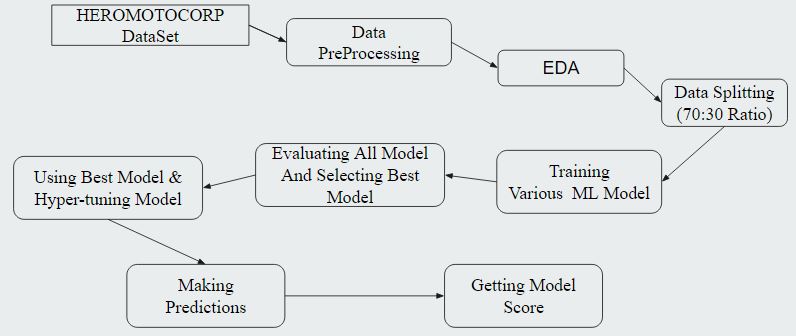 HEROMOTOCORP
DataSet
Data
PreProcessing
EDA
Data Splitting
(70:30 Ratio)
Training
Various ML Model
Evaluating All Model
And Selecting Best
Model
Using Best Model &
Hyper-tuning Model
Making
Predictions
Getting Model
Score